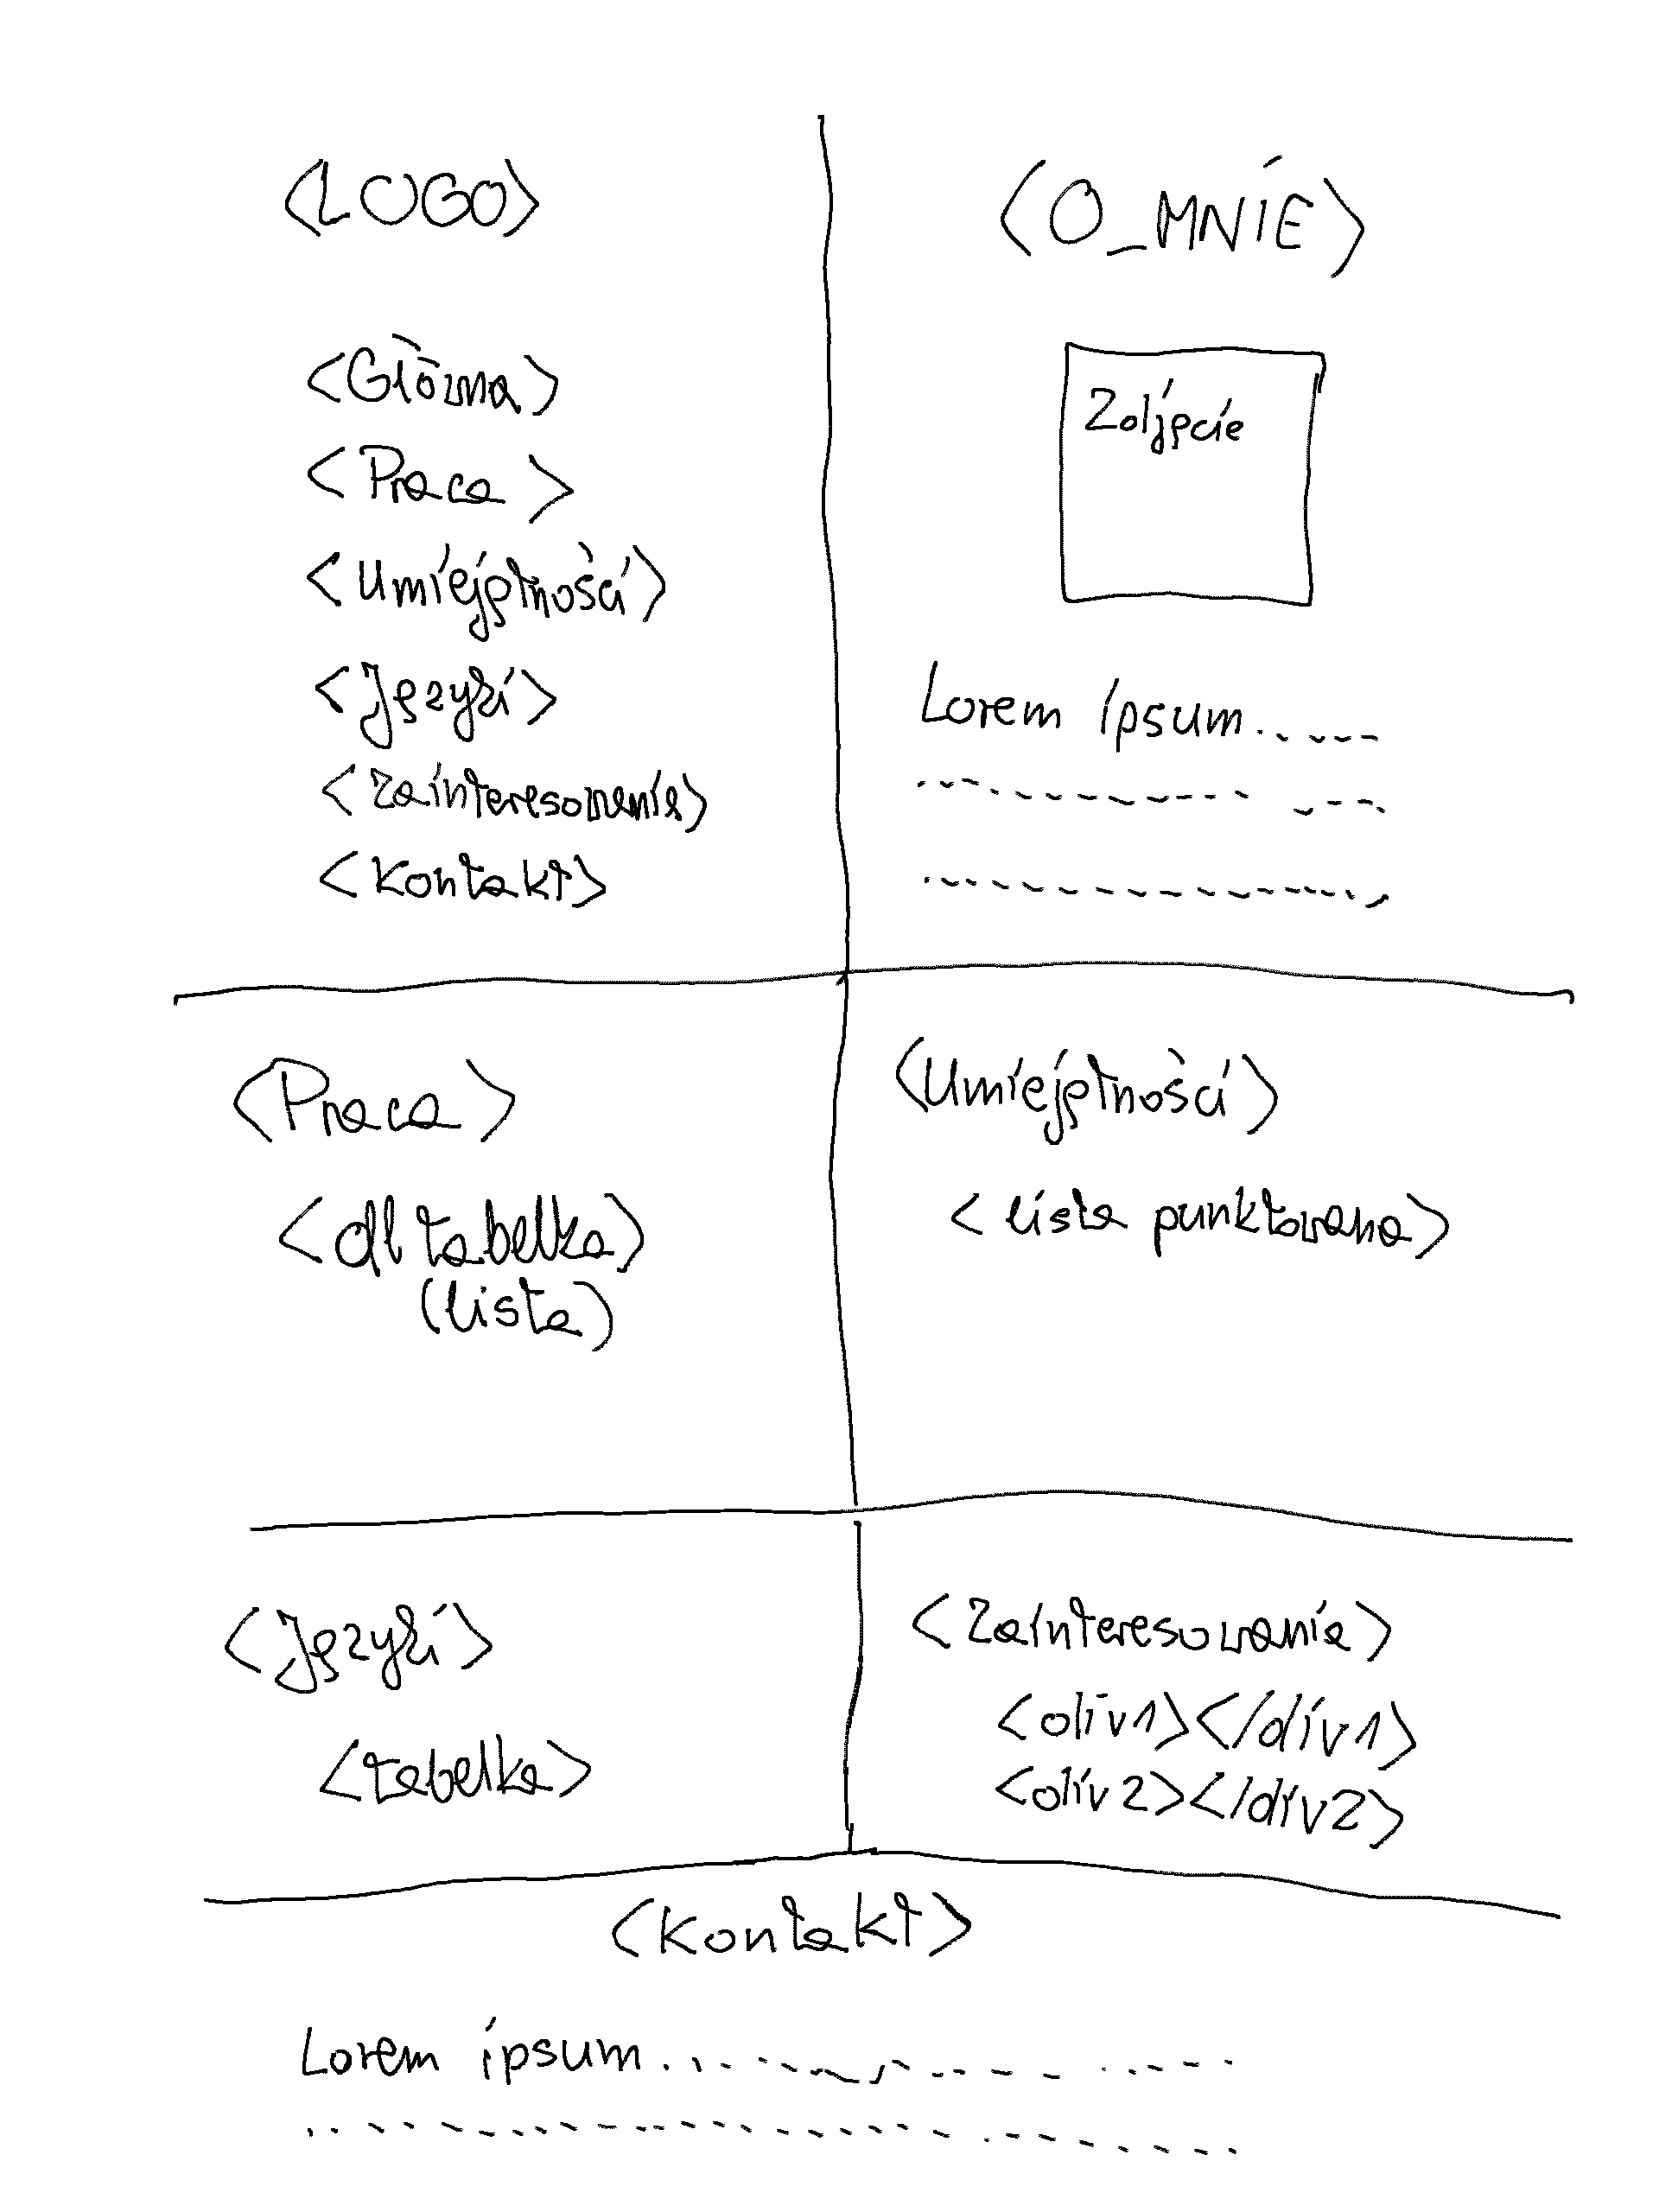 <LOGO>
<Główna>
<Praca>
<Umiejętności>
<Języki>
<Zainteresowania>
<Kontakt>
<O_MNIE>
Zdjęcie
Lorem ipsum.....
<Praca>
<dl tabelka>
(lista)
<Umiejętności>
<lista punktowana>
<Języki>
<tabelka>
<Zainteresowania>
<div1></div1>
<div2></div2>
<Kontakt>
Lorem ipsum.....